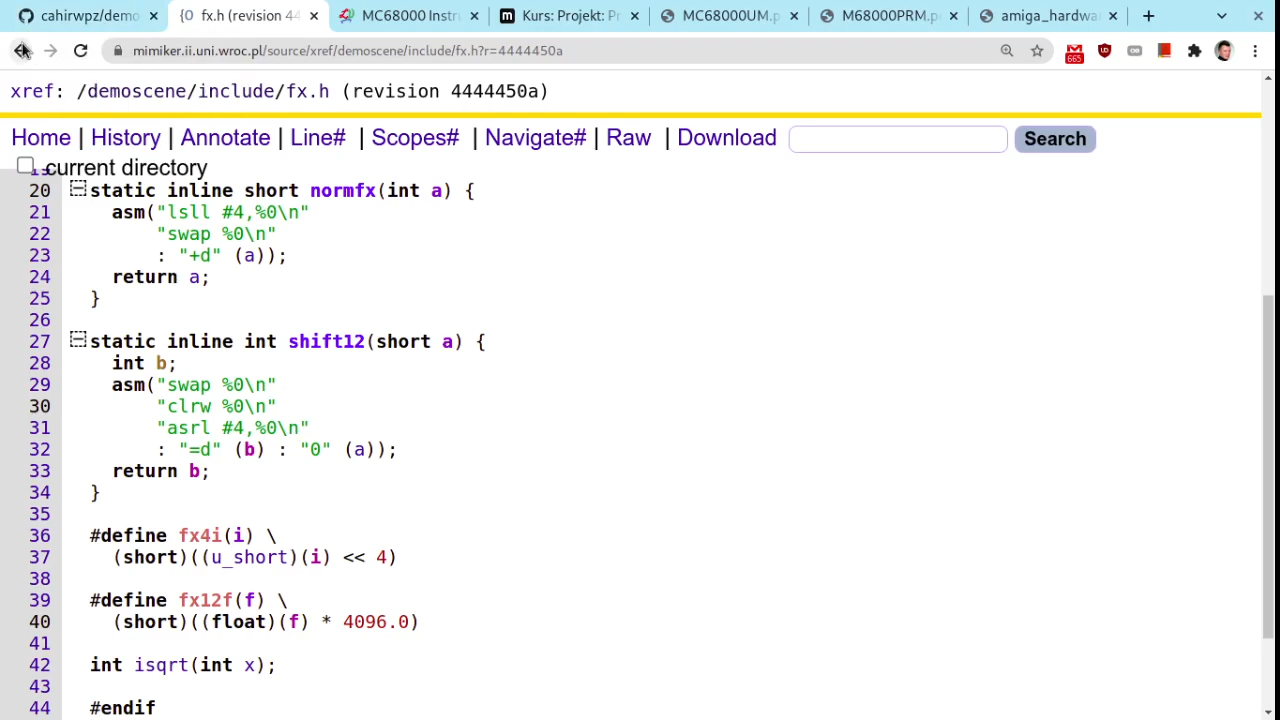 cahirwpz/demo
{O fx.h (revision 44
MC68000 Instru
Kurs: Projekt: Pr
MC68000UM.p
M68000PRM.p
amiga_hardwa
mimiker.ii.uni.wroc.pl/source/xref/demoscene/include/fx.h?r=4444450a
665
xref: /demoscene/include/fx.h (revision 4444450a)
Home | History | Annotate | Line# | Scopes# | Navigate# | Raw | Download Search
current directory
20 static inline short normfx(int a) {
21 asm("lsll #4,%0\n"
22 "swap %0\n"
23 : "+d" (a));
24 return a;
25 }
26
27 static inline int shift12(short a) {
28 int b;
29 asm("swap %0\n"
30 "clrw %0\n"
31 "asrl #4,%0\n"
32 : "=d" (b) : "0" (a));
33 return b;
34 }
35
36 #define fx4i(i) \
37 (short)((u_short)(i) << 4)
38
39 #define fx12f(f) \
40 (short)((float)(f) * 4096.0)
41
42 int isqrt(int x);
43
44 #endif